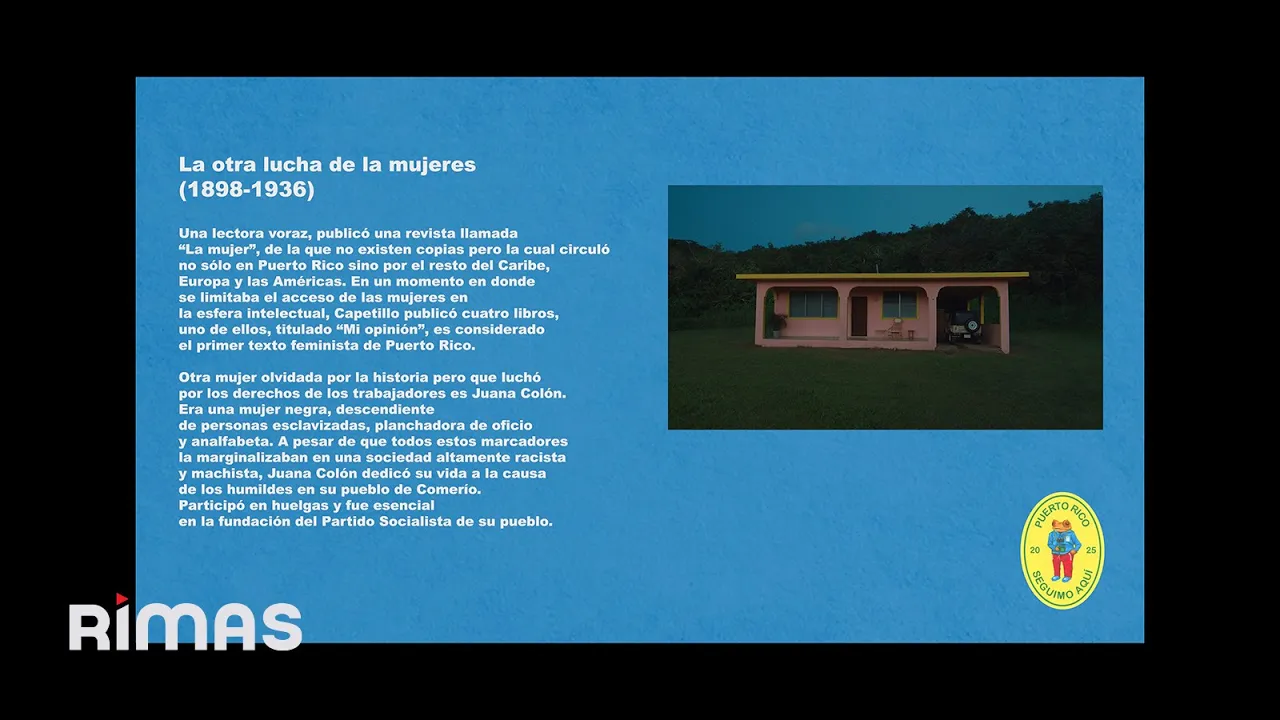 La otra lucha de la mujeres
(1898-1936)
Una lectora voraz, publicó una revista llamada
“La mujer”, de la que no existen copias pero la cual circuló
no sólo en Puerto Rico sino por el resto del Caribe,
Europa y las Américas. En un momento en donde
se limitaba el acceso de las mujeres en
la esfera intelectual, Capetillo publicó cuatro libros,
uno de ellos, titulado “Mi opinión”, es considerado
el primer texto feminista de Puerto Rico.
Otra mujer olvidada por la historia pero que luchó
por los derechos de los trabajadores es Juana Colón.
Era una mujer negra, descendiente
de personas esclavizadas, planchadora de oficio
y analfabeta. A pesar de que todos estos marcadores
la marginalizaban en una sociedad altamente racista
y machista, Juana Colón dedicó su vida a la causa
de los humildes en su pueblo de Comerío.
Participó en huelgas y fue esencial
en la fundación del Partido Socialista de su pueblo.
PUERTO RICO
20 25
SEGUIMO AQUÍ
RIMAS